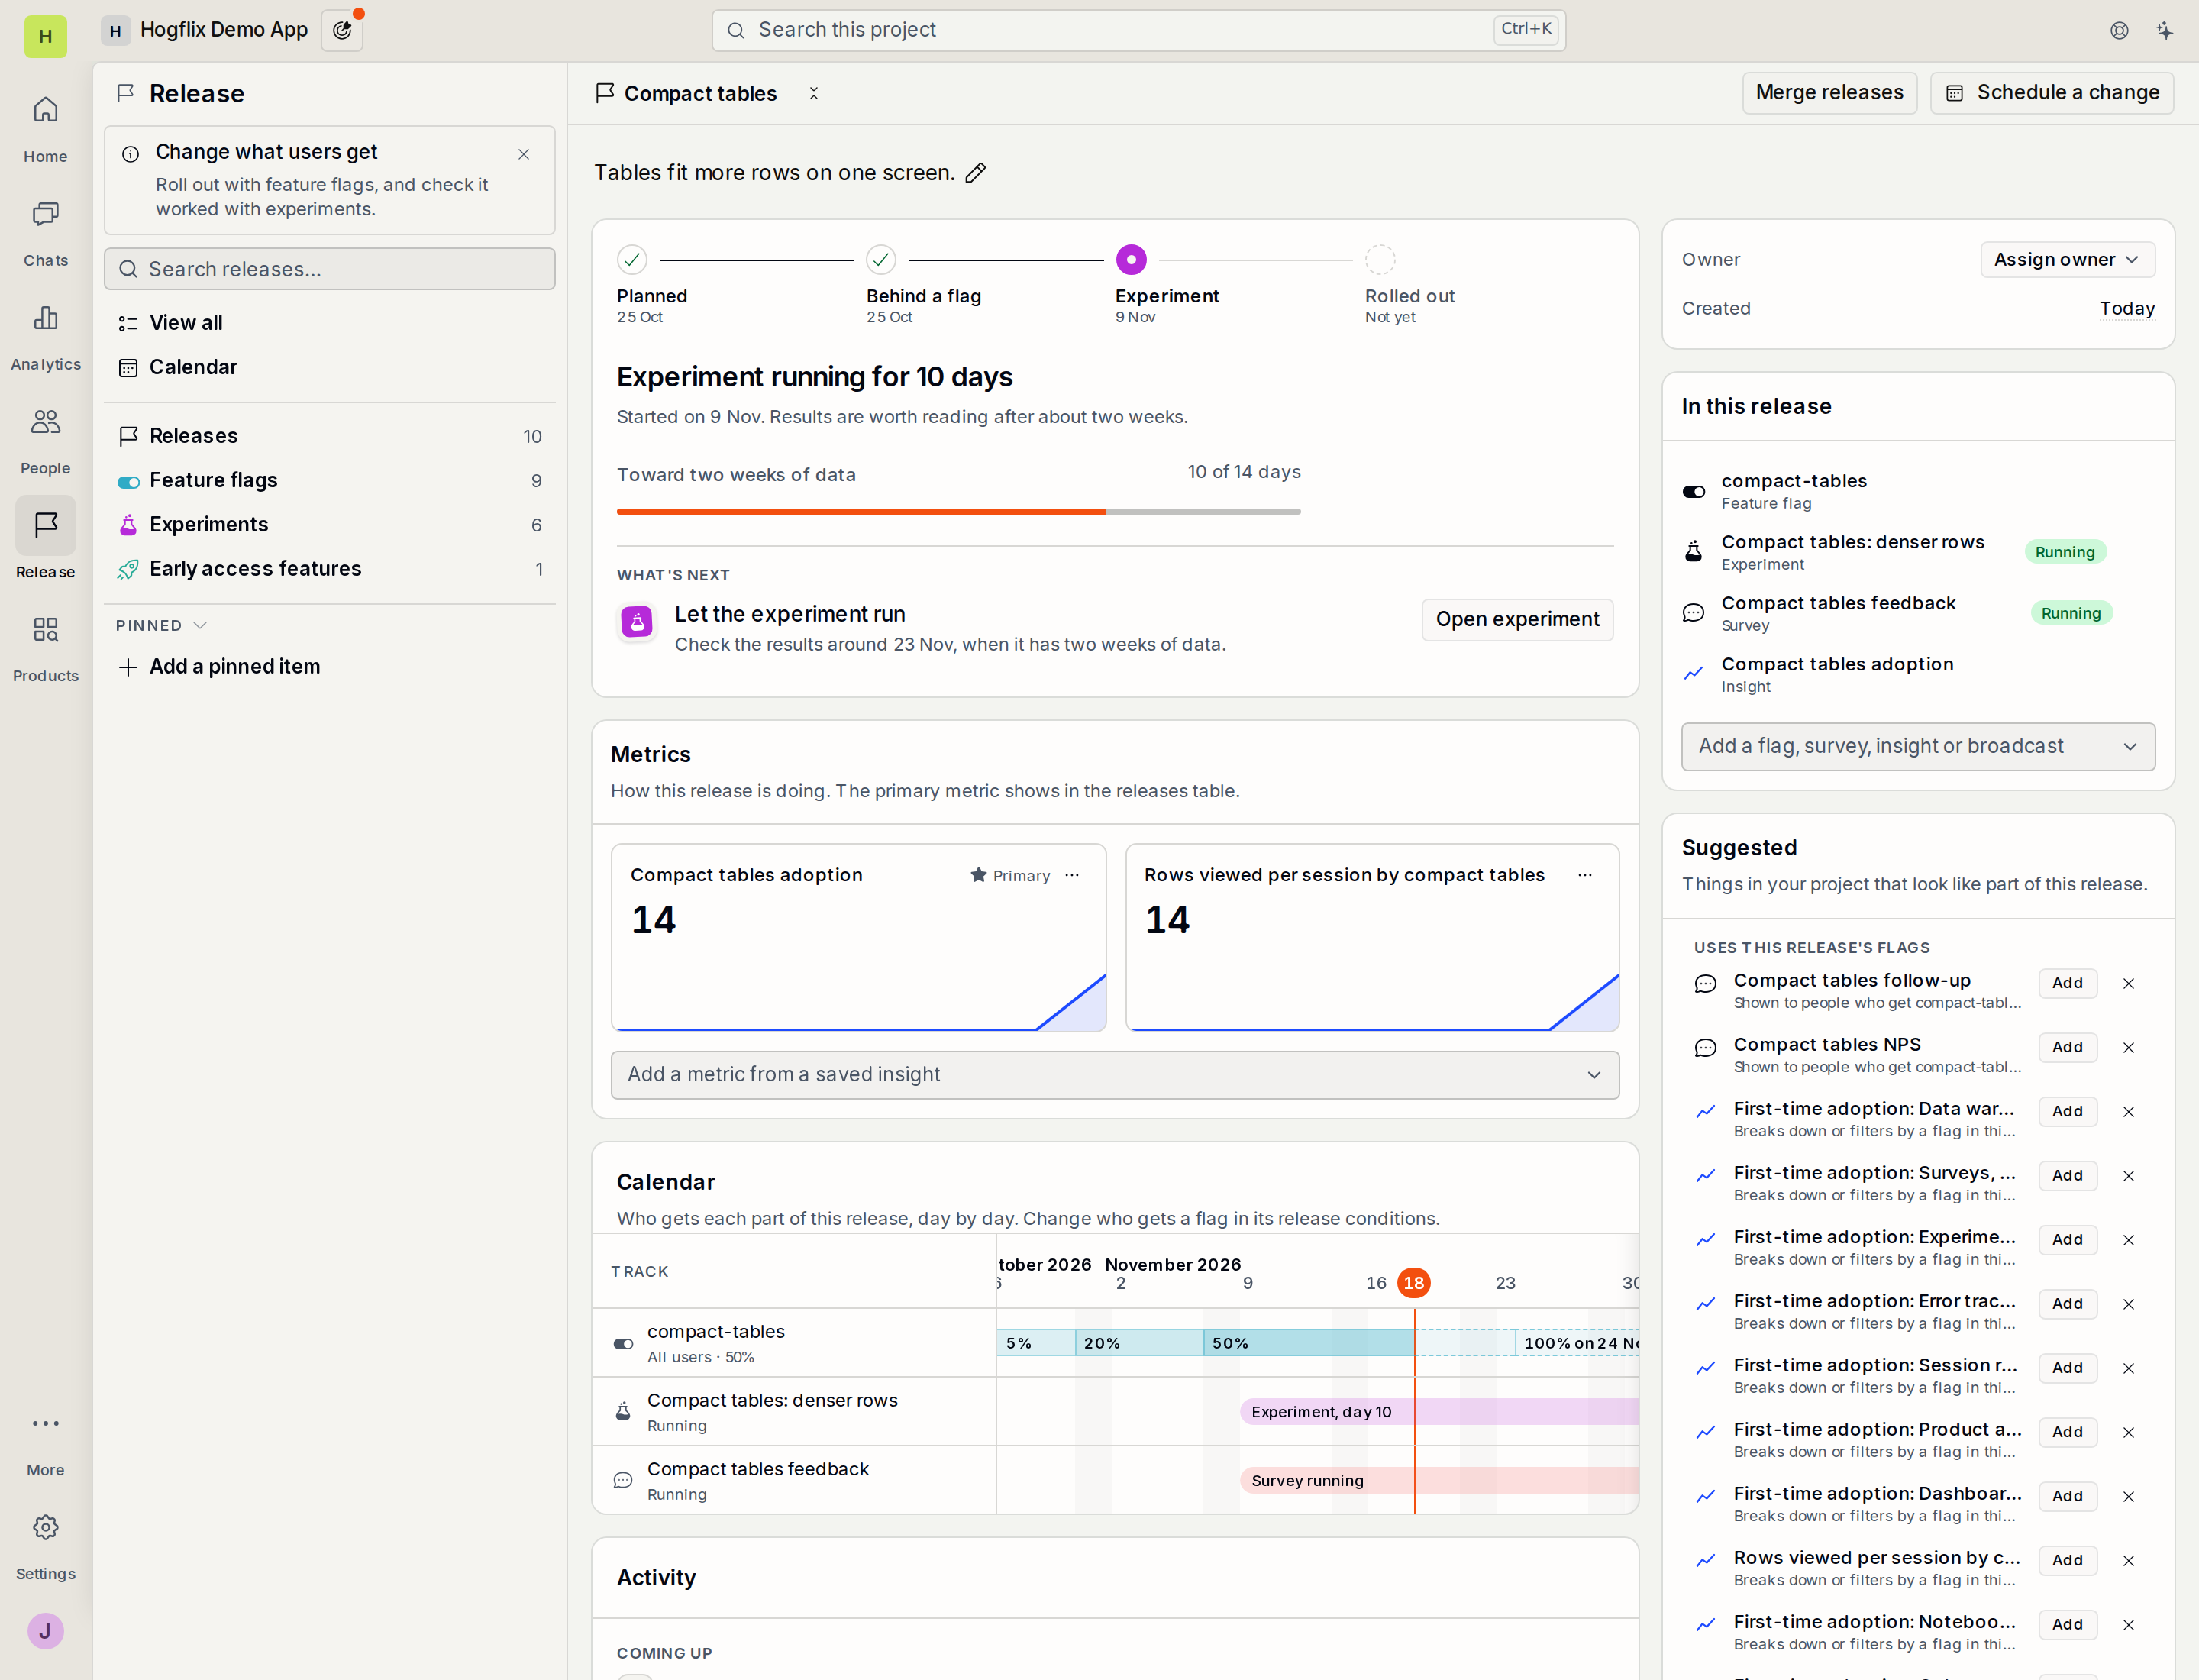 H
H Hogflix Demo App
Search this project
Ctrl+K
Home
Chats
Analytics
People
Release
Products
More
Settings
J
Release
Change what users get
Roll out with feature flags, and check it
worked with experiments.
Search releases...
View all
Calendar
Releases 10
Feature flags 9
Experiments 6
Early access features 1
PINNED
Add a pinned item
Compact tables
Merge releases
Schedule a change
Tables fit more rows on one screen.
Planned
25 Oct
Behind a flag
25 Oct
Experiment
9 Nov
Rolled out
Not yet
Experiment running for 10 days
Started on 9 Nov. Results are worth reading after about two weeks.
Toward two weeks of data
10 of 14 days
WHAT'S NEXT
Let the experiment run
Check the results around 23 Nov, when it has two weeks of data.
Open experiment
Metrics
How this release is doing. The primary metric shows in the releases table.
Compact tables adoption
Primary
14
Rows viewed per session by compact tables
14
Add a metric from a saved insight
Calendar
Who gets each part of this release, day by day. Change who gets a flag in its release conditions.
TRACK
tober 2026 November 2026
2 9 16 18 23 30
compact-tables
All users · 50%
5% 20% 50% 100% on 24 No
Compact tables: denser rows
Running
Experiment, day 10
Compact tables feedback
Running
Survey running
Activity
COMING UP
Owner
Assign owner
Created
Today
In this release
compact-tables
Feature flag
Compact tables: denser rows
Experiment
Running
Compact tables feedback
Survey
Running
Compact tables adoption
Insight
Add a flag, survey, insight or broadcast
Suggested
Things in your project that look like part of this release.
USES THIS RELEASE'S FLAGS
Compact tables follow-up
Shown to people who get compact-tabl...
Add
Compact tables NPS
Shown to people who get compact-tabl...
Add
First-time adoption: Data war...
Breaks down or filters by a flag in thi...
Add
First-time adoption: Surveys, ...
Breaks down or filters by a flag in thi...
Add
First-time adoption: Experime...
Breaks down or filters by a flag in thi...
Add
First-time adoption: Error trac...
Breaks down or filters by a flag in thi...
Add
First-time adoption: Session r...
Breaks down or filters by a flag in thi...
Add
First-time adoption: Product a...
Breaks down or filters by a flag in thi...
Add
First-time adoption: Dashboar...
Breaks down or filters by a flag in thi...
Add
Rows viewed per session by c...
Breaks down or filters by a flag in thi...
Add
First-time adoption: Noteboo...
Breaks down or filters by a flag in thi...
Add